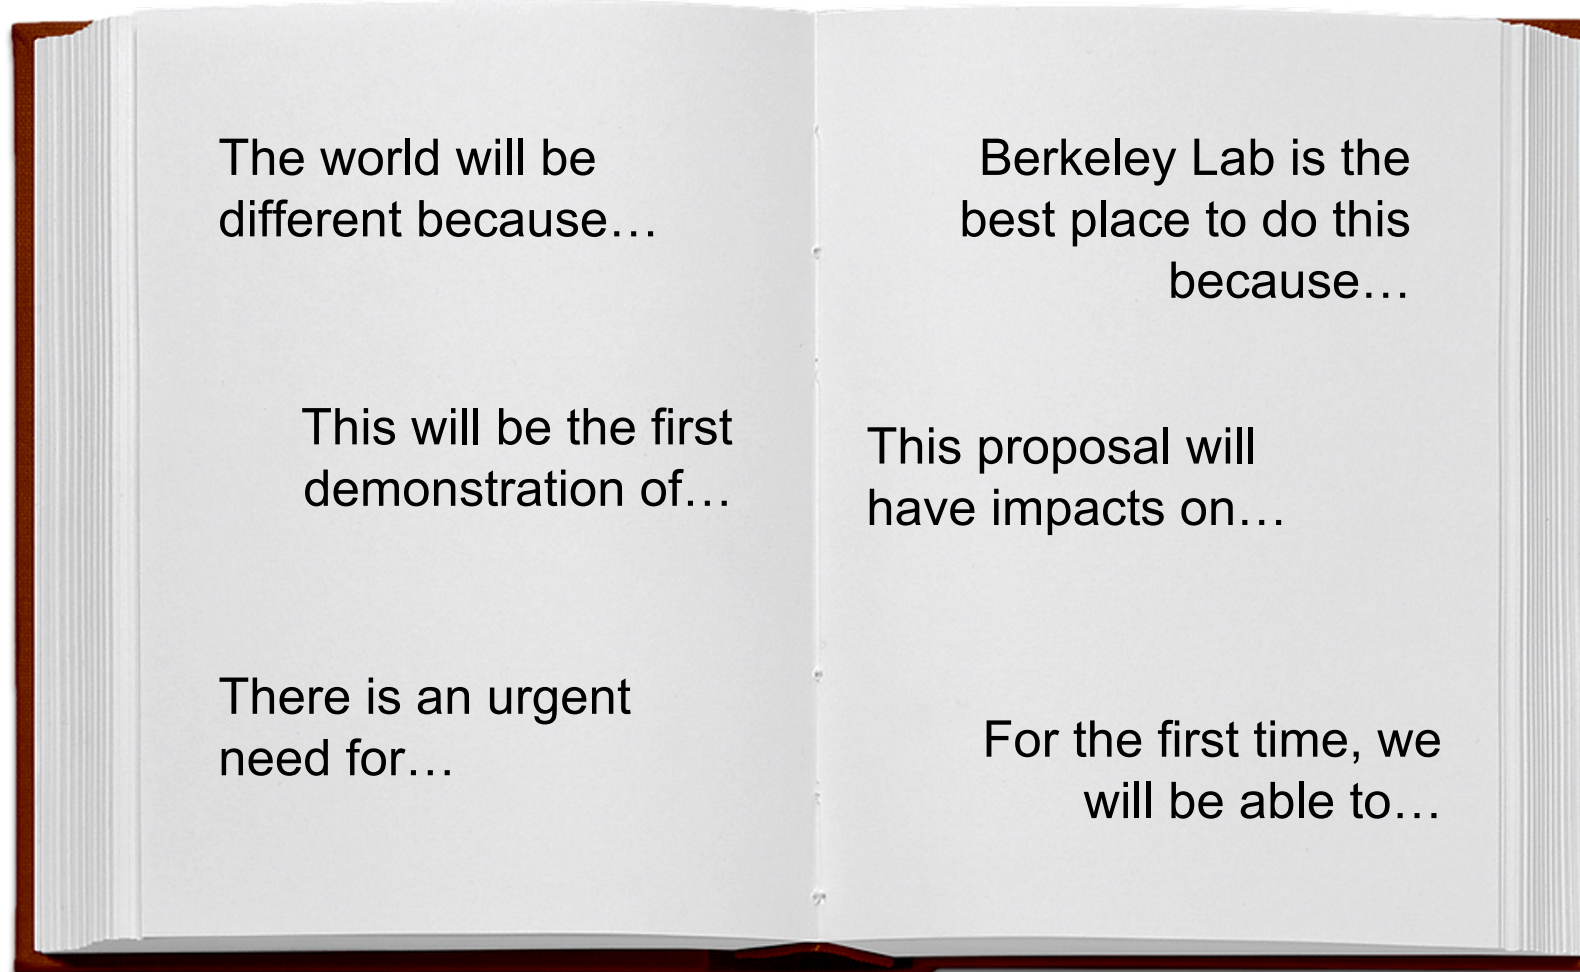 The world will be
different because…
This will be the first
demonstration of…
There is an urgent
need for…
Berkeley Lab is the
best place to do this
because…
This proposal will
have impacts on…
For the first time, we
will be able to…